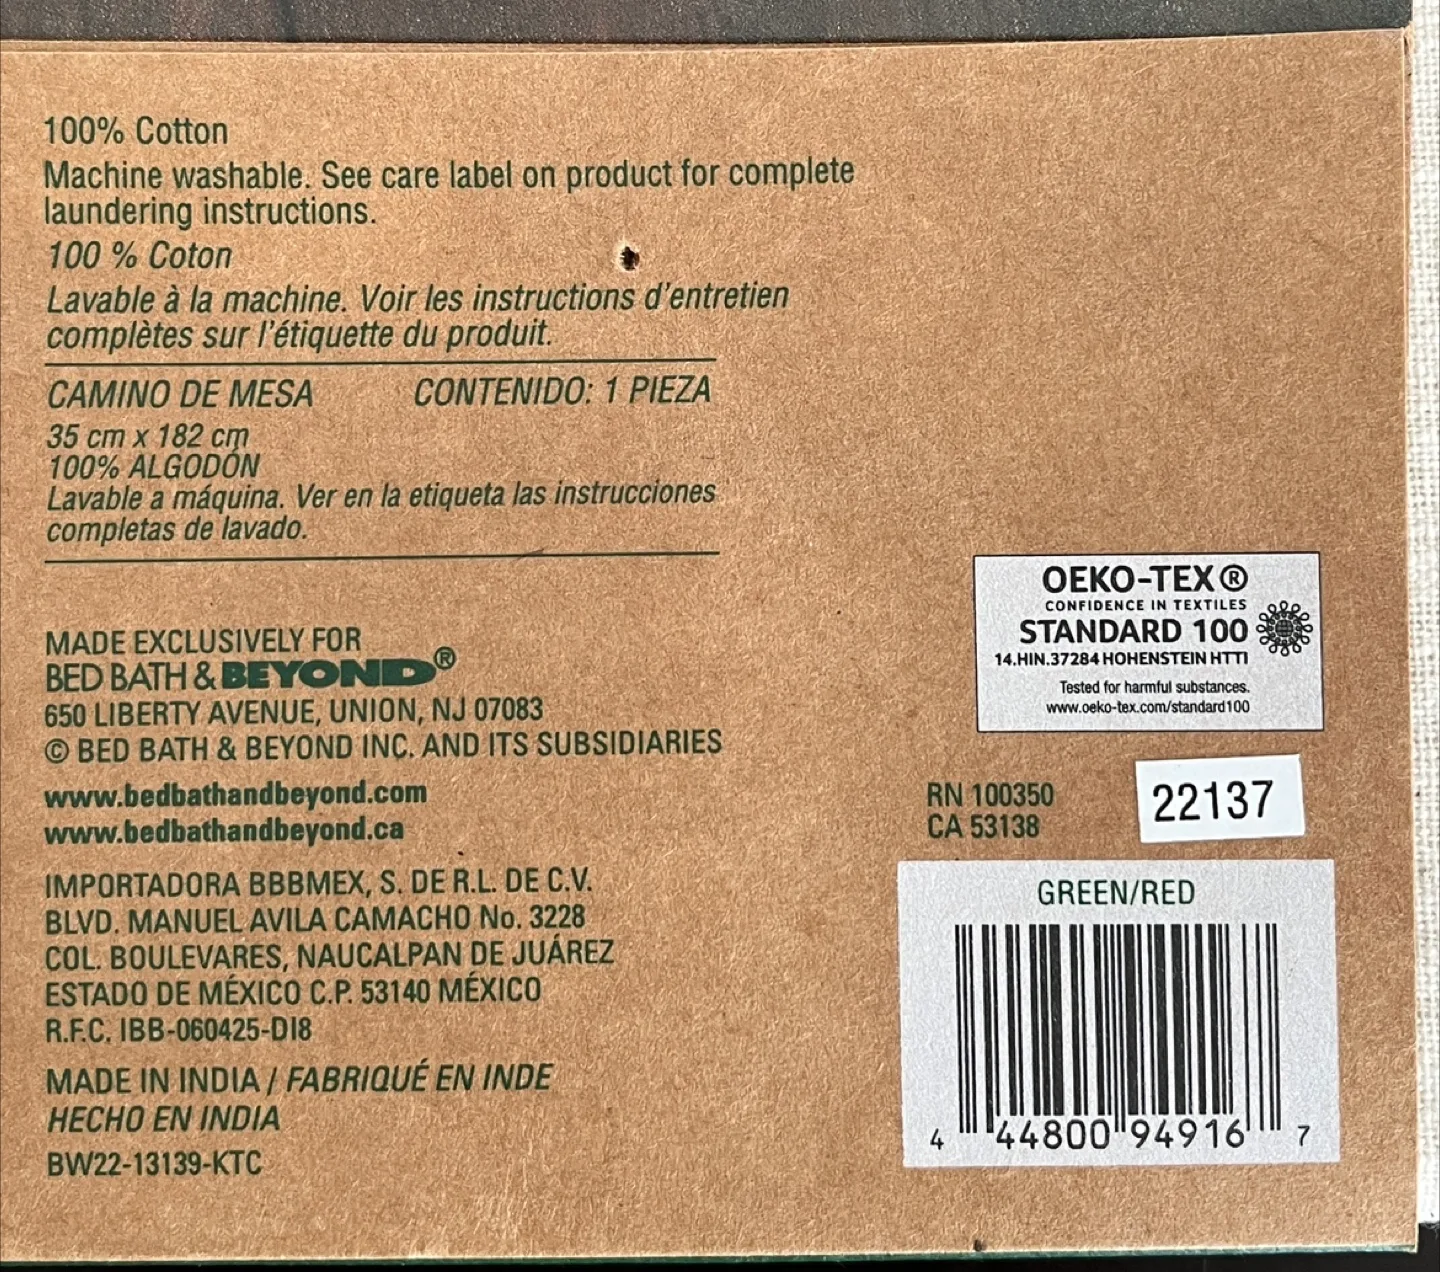 100% Cotton
Machine washable. See care label on product for complete
laundering instructions.
100 % Coton
Lavable à la machine. Voir les instructions d'entretien
complètes sur l'étiquette du produit.
CAMINO DE MESA CONTENIDO: 1 PIEZA
35 cm x 182 cm
100% ALGODÓN
Lavable a máquina. Ver en la etiqueta las instrucciones
completas de lavado.
MADE EXCLUSIVELY FOR
BED BATH & BEYOND®
650 LIBERTY AVENUE, UNION, NJ 07083
© BED BATH & BEYOND INC. AND ITS SUBSIDIARIES
www.bedbathandbeyond.com
www.bedbathandbeyond.ca
IMPORTADORA BBBMEX, S. DE R.L. DE C.V.
BLVD. MANUEL AVILA CAMACHO No. 3228
COL. BOULEVARES, NAUCALPAN DE JUÁREZ
ESTADO DE MÉXICO C.P. 53140 MÉXICO
R.F.C. IBB-060425-DI8
MADE IN INDIA / FABRIQUÉ EN INDE
HECHO EN INDIA
BW22-13139-KTC
OEKO-TEX®
CONFIDENCE IN TEXTILES
STANDARD 100
14.HIN.37284 HOHENSTEIN HTTI
Tested for harmful substances.
www.oeko-tex.com/standard100
RN 100350
CA 53138
22137
GREEN/RED
4 44800 94916 7